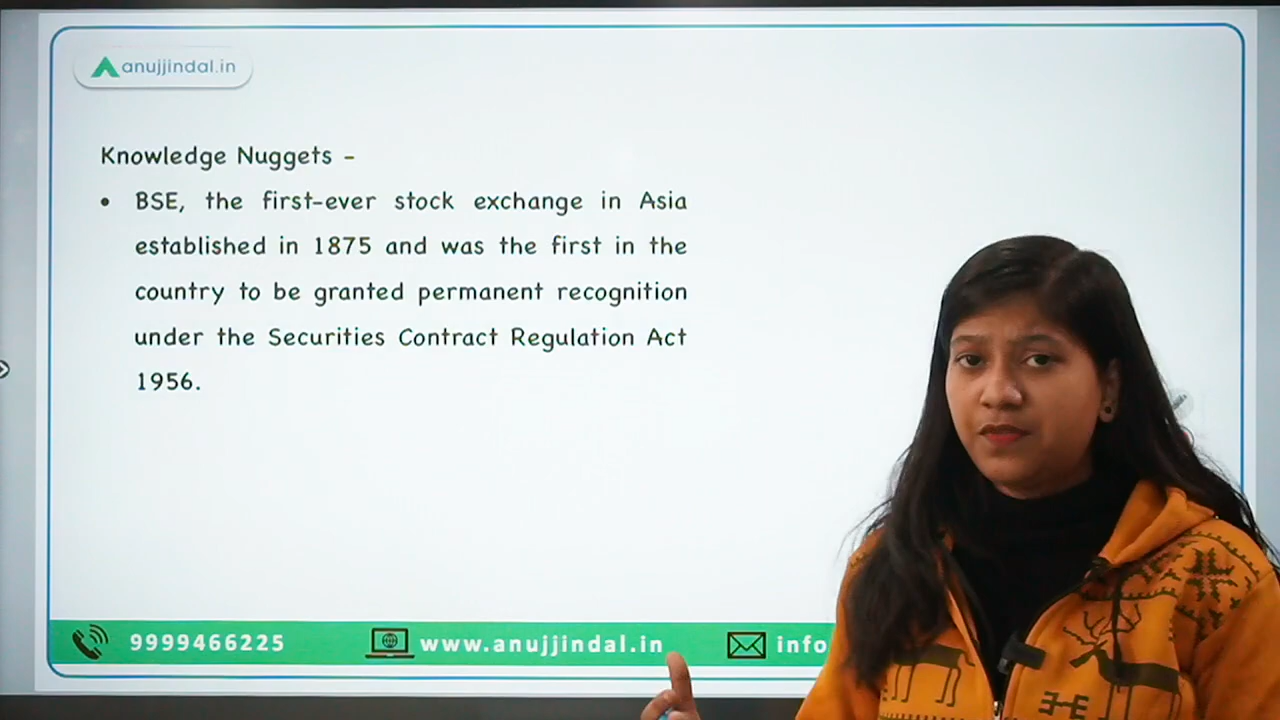 anujjindal.in
Knowledge Nuggets -
• BSE, the first-ever stock exchange in Asia
established in 1875 and was the first in the
country to be granted permanent recognition
under the Securities Contract Regulation Act
1956.
9999466225 www.anujjindal.in info